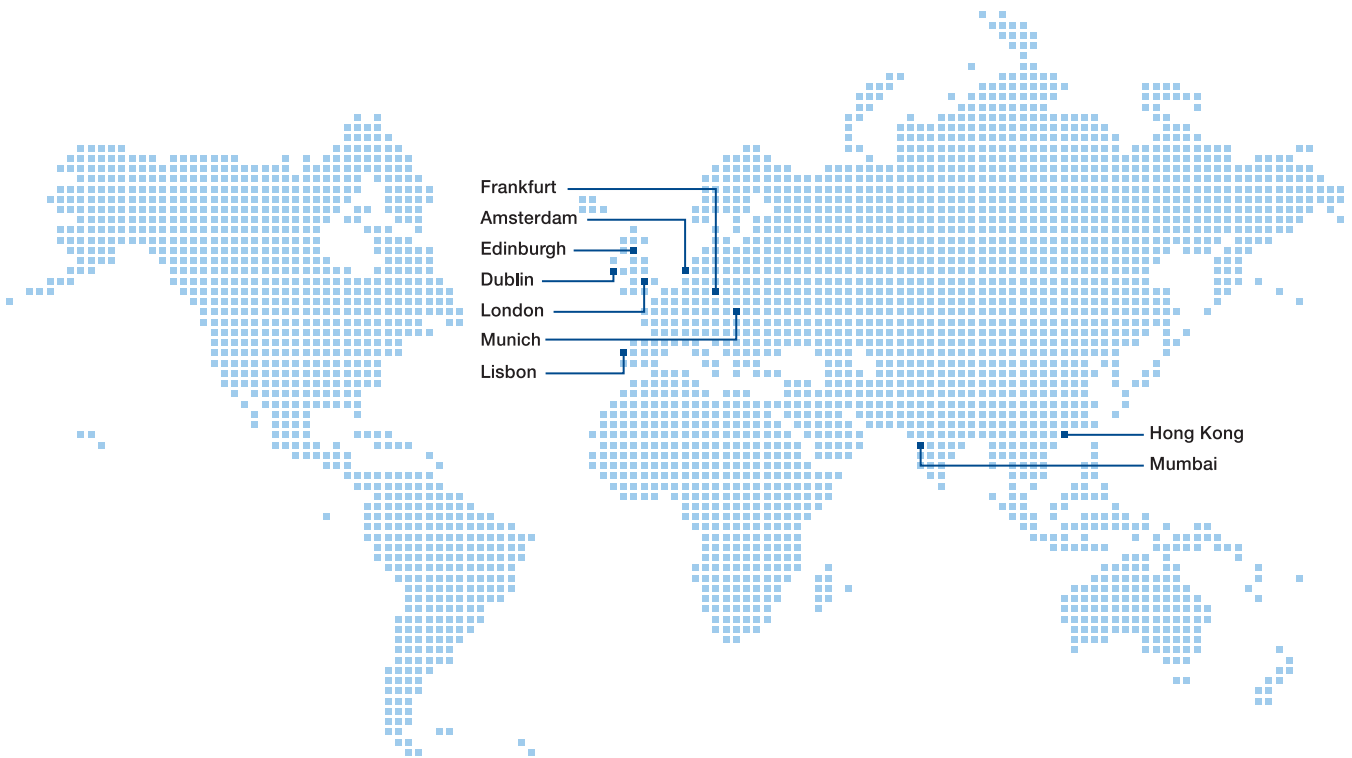 Frankfurt
Amsterdam
Edinburgh
Dublin
London
Munich
Lisbon
Hong Kong
Mumbai